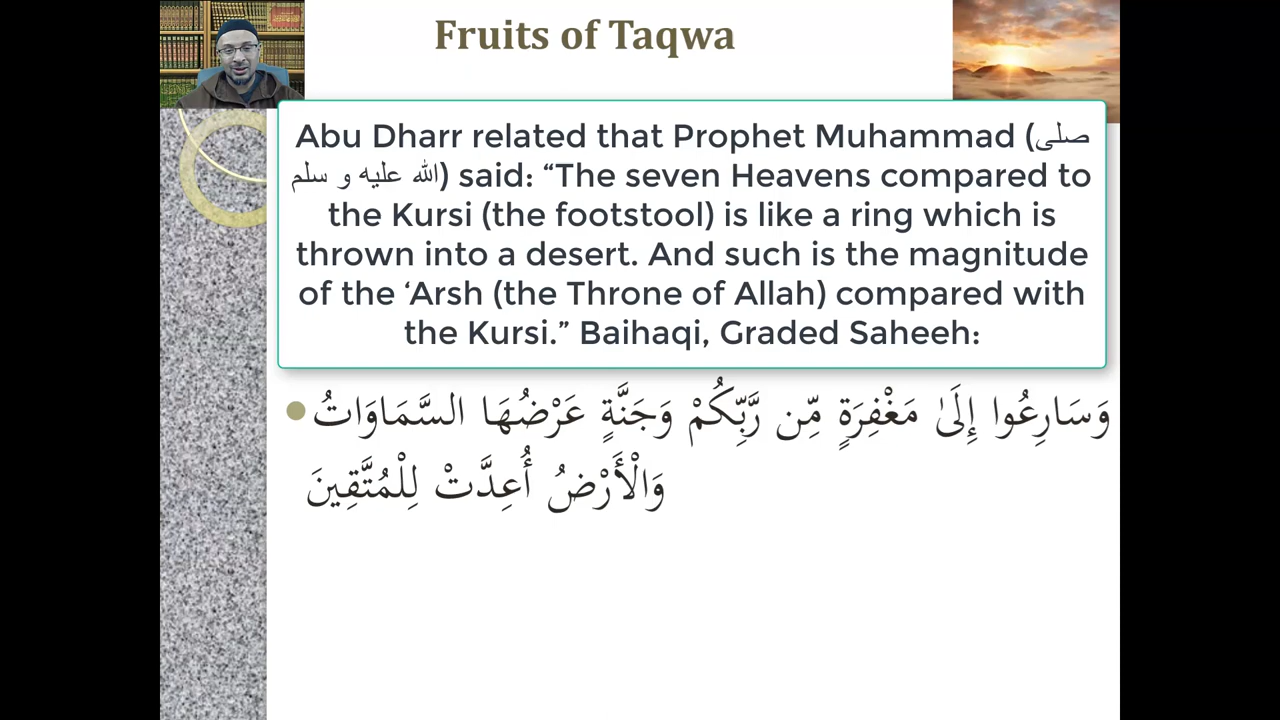 Fruits of Taqwa
Abu Dharr related that Prophet Muhammad (صلى
الله عليه و سلم) said: “The seven Heavens compared to
the Kursi (the footstool) is like a ring which is
thrown into a desert. And such is the magnitude
of the ‘Arsh (the Throne of Allah) compared with
the Kursi.” Baihaqi, Graded Saheeh:
وَسَارِعُوا إِلَىٰ مَغْفِرَةٍ مِّن رَّبِّكُمْ وَجَنَّةٍ عَرْضُهَا السَّمَاوَاتُ
وَالْأَرْضُ أُعِدَّتْ لِلْمُتَّقِينَ